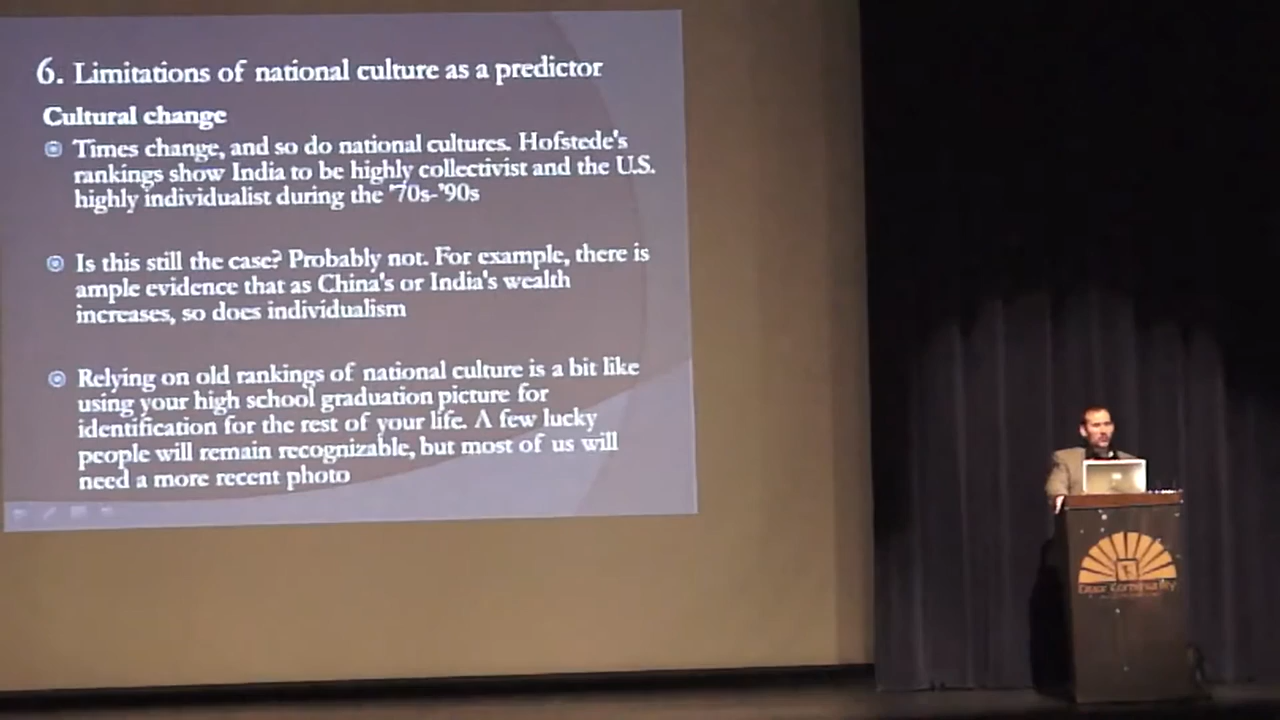 6. Limitations of national culture as a predictor
Cultural change
Times change, and so do national cultures. Hofstede's
rankings show India to be highly collectivist and the U.S.
highly individualist during the '70s-'90s
Is this still the case? Probably not. For example, there is
ample evidence that as China's or India's wealth
increases, so does individualism
Relying on old rankings of national culture is a bit like
using your high school graduation picture for
identification for the rest of your life. A few lucky
people will remain recognizable, but most of us will
need a more recent photo